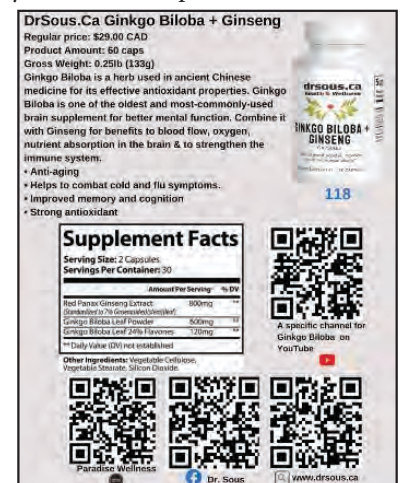 DrSous.Ca Ginkgo Biloba + Ginseng
Regular price: $29.00 CAD
Product Amount: 60 caps
Gross Weight: 0.25lb (133g)
Ginkgo Biloba is a herb used in ancient Chinese
medicine for its effective antioxidant properties. Ginkgo
Biloba is one of the oldest and most-commonly-used
brain supplement for better mental function. Combine it
with Ginseng for benefits to blood flow, oxygen,
nutrient absorption in the brain & to strengthen the
immune system.
• Anti-aging
• Helps to combat cold and flu symptoms.
• Improved memory and cognition
• Strong antioxidant
drsous.ca
Health & Wellness
GINKGO BILOBA +
GINSENG
118
Supplement Facts
Serving Size: 2 Capsules
Servings Per Container: 30
Amount Per Serving % DV
Red Panax Ginseng Extract 800mg **
Ginkgo Biloba Leaf Powder 600mg **
Ginkgo Biloba Leaf 24% Flavones 120mg **
** Daily Value (DV) not established
Other Ingredients: Vegetable Cellulose,
Vegetable Stearate, Silicon Dioxide.
A specific channel for
Ginkgo Biloba on
YouTube
Paradise Wellness
Dr. Sous
www.drsous.ca